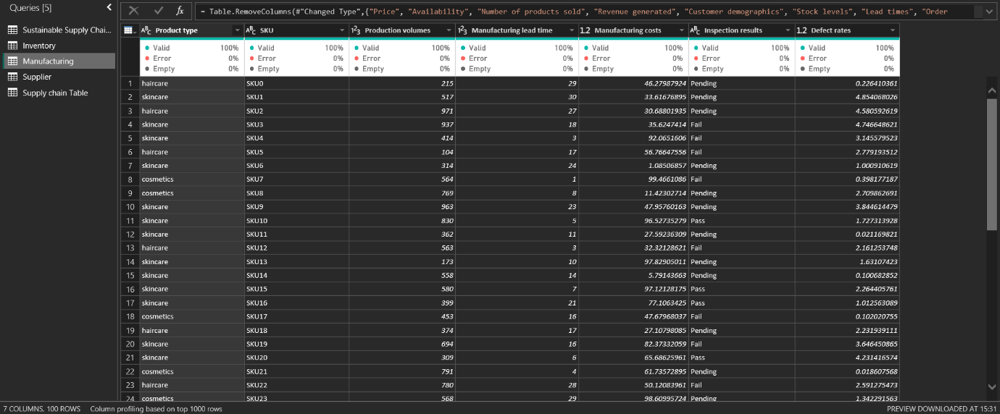 Queries [5]
Sustainable Supply Chai...
Inventory
Manufacturing
Supplier
Supply chain Table
fx = Table.RemoveColumns(#"Changed Type",{"Price", "Availability", "Number of products sold", "Revenue generated", "Customer demographics", "Stock levels", "Lead times", "Order
ABC Product type ABC SKU 123 Production volumes 123 Manufacturing lead time 1.2 Manufacturing costs ABC Inspection results 1.2 Defect rates
Valid 100% Valid 100% Valid 100% Valid 100% Valid 100% Valid 100% Valid 100%
Error 0% Error 0% Error 0% Error 0% Error 0% Error 0% Error 0%
Empty 0% Empty 0% Empty 0% Empty 0% Empty 0% Empty 0% Empty 0%
1 haircare SKU0 215 29 46.27987924 Pending 0.226410361
2 skincare SKU1 517 30 33.61676895 Pending 4.854068026
3 haircare SKU2 971 27 30.68801935 Pending 4.580592619
4 skincare SKU3 937 18 35.6247414 Fail 4.746648621
5 skincare SKU4 414 3 92.0651606 Fail 3.145579523
6 haircare SKU5 104 17 56.76647556 Fail 2.779193512
7 skincare SKU6 314 24 1.08506857 Pending 1.000910619
8 cosmetics SKU7 564 1 99.4661086 Fail 0.398177187
9 cosmetics SKU8 769 8 11.42302714 Pending 2.709862691
10 skincare SKU9 963 23 47.95760163 Pending 3.844614479
11 skincare SKU10 830 5 96.52735279 Pass 1.727313928
12 skincare SKU11 362 11 27.59236309 Pending 0.021169821
13 haircare SKU12 563 3 32.32128621 Fail 2.161253748
14 skincare SKU13 173 10 97.82905011 Pending 1.63107423
15 skincare SKU14 558 14 5.79143663 Pending 0.100682852
16 skincare SKU15 580 7 97.12128175 Pass 2.264405761
17 skincare SKU16 399 21 77.1063425 Pass 1.012563089
18 cosmetics SKU17 453 16 47.67968037 Fail 0.102020755
19 haircare SKU18 374 17 27.10798085 Pending 2.231939111
20 skincare SKU19 694 16 82.37332059 Fail 3.646450865
21 skincare SKU20 309 6 65.68625961 Pass 4.231416574
22 cosmetics SKU21 791 4 61.73572895 Pending 0.018607568
23 haircare SKU22 780 28 50.12083961 Fail 2.591275473
24 cosmetics SKU23 568 29 98.60995724 Pending 1.342291563
7 COLUMNS, 100 ROWS Column profiling based on top 1000 rows PREVIEW DOWNLOADED AT 15:31